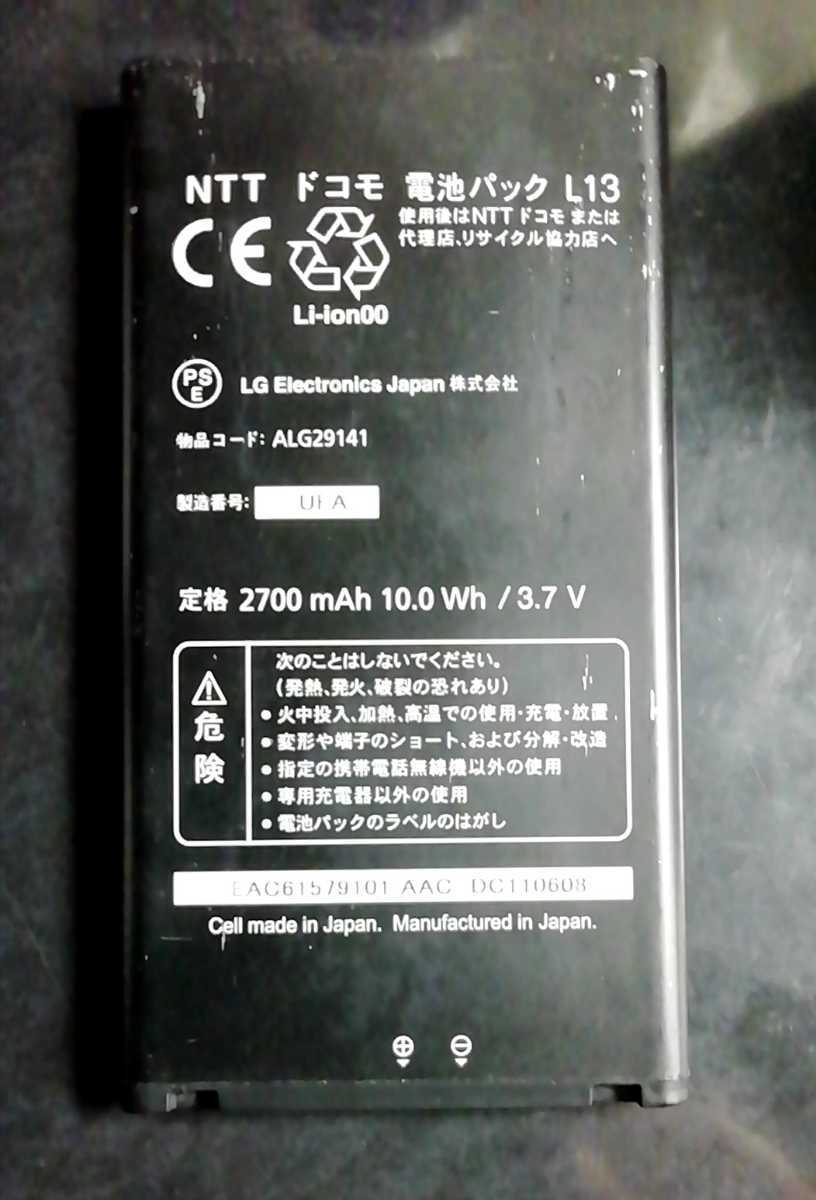 NTT ドコモ 電池パック L13
使用後はNTTドコモまたは
代理店、リサイクル協力店へ
CE
Li-ion00
PS
E
LG Electronics Japan 株式会社
物品コード: ALG29141
製造番号:
定格 2700 mAh 10.0 Wh / 3.7 V
危険
次のことはしないでください。
(発熱、発火、破裂の恐れあり)
• 火中投入、加熱、高温での使用・充電・放置
• 変形や端子のショート、および分解・改造
• 指定の携帯電話無線機以外の使用
• 専用充電器以外の使用
• 電池パックのラベルのはがし
EAC61579101 AAC DC110608
Cell made in Japan. Manufactured in Japan.
⊕ ⊖